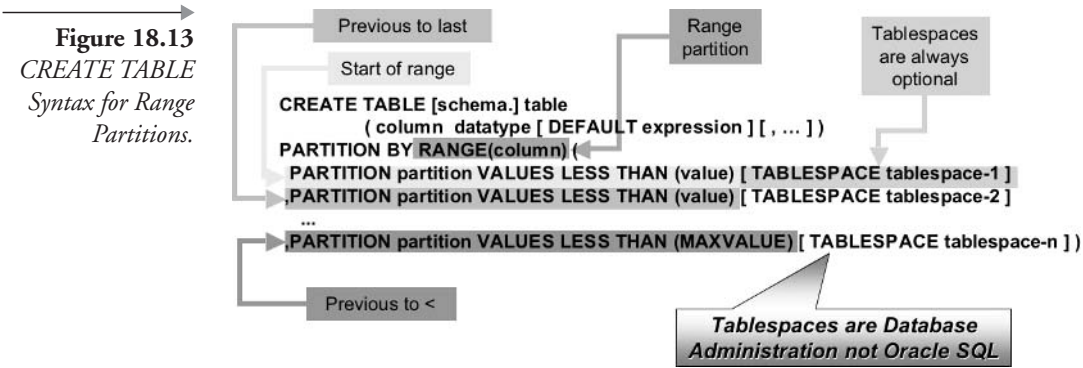 Figure 18.13
CREATE TABLE
Syntax for Range
Partitions.
Previous to last
Start of range
Range
partition
Tablespaces
are always
optional
CREATE TABLE [schema.] table
( column datatype [ DEFAULT expression ] [ , ... ] )
PARTITION BY RANGE(column) (
PARTITION partition VALUES LESS THAN (value) [ TABLESPACE tablespace-1 ]
,PARTITION partition VALUES LESS THAN (value) [ TABLESPACE tablespace-2 ]
...
,PARTITION partition VALUES LESS THAN (MAXVALUE) [ TABLESPACE tablespace-n ] )
Previous to <
Tablespaces are Database
Administration not Oracle SQL